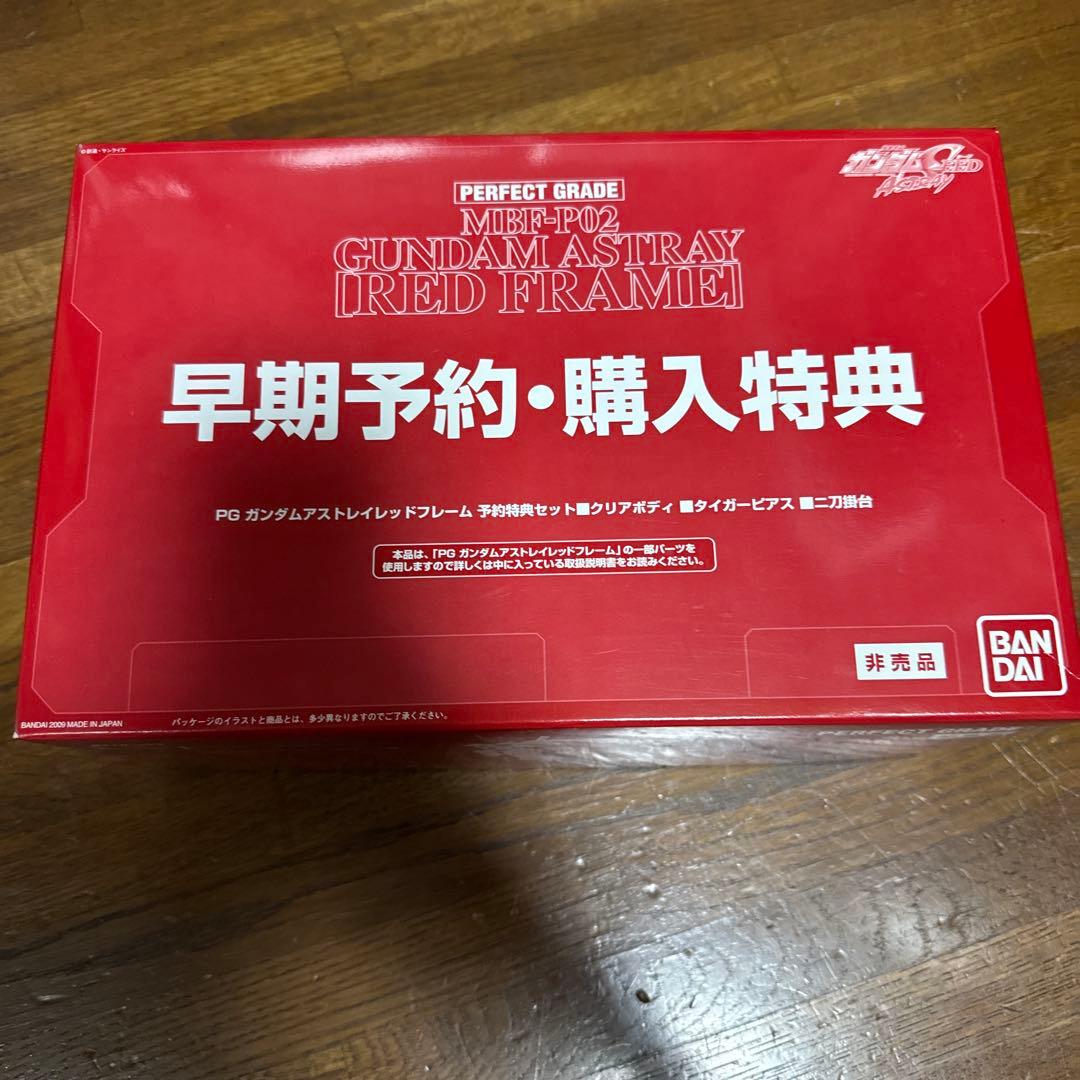 ©創通・サンライズ
ガンダムSEED
ASTRAY
PERFECT GRADE
MBF-P02
GUNDAM ASTRAY
[RED FRAME]
早期予約・購入特典
PG ガンダムアストレイレッドフレーム 予約特典セット■クリアボディ ■タイガーピアス ■二刀掛台
本品は、「PG ガンダムアストレイレッドフレーム」の一部パーツを
使用しますので詳しくは中に入っている取扱説明書をお読みください。
非売品
BAN
DAI
BANDAI 2009 MADE IN JAPAN
パッケージのイラストと商品とは、多少異なりますのでご了承ください。
PERFECT GRADE